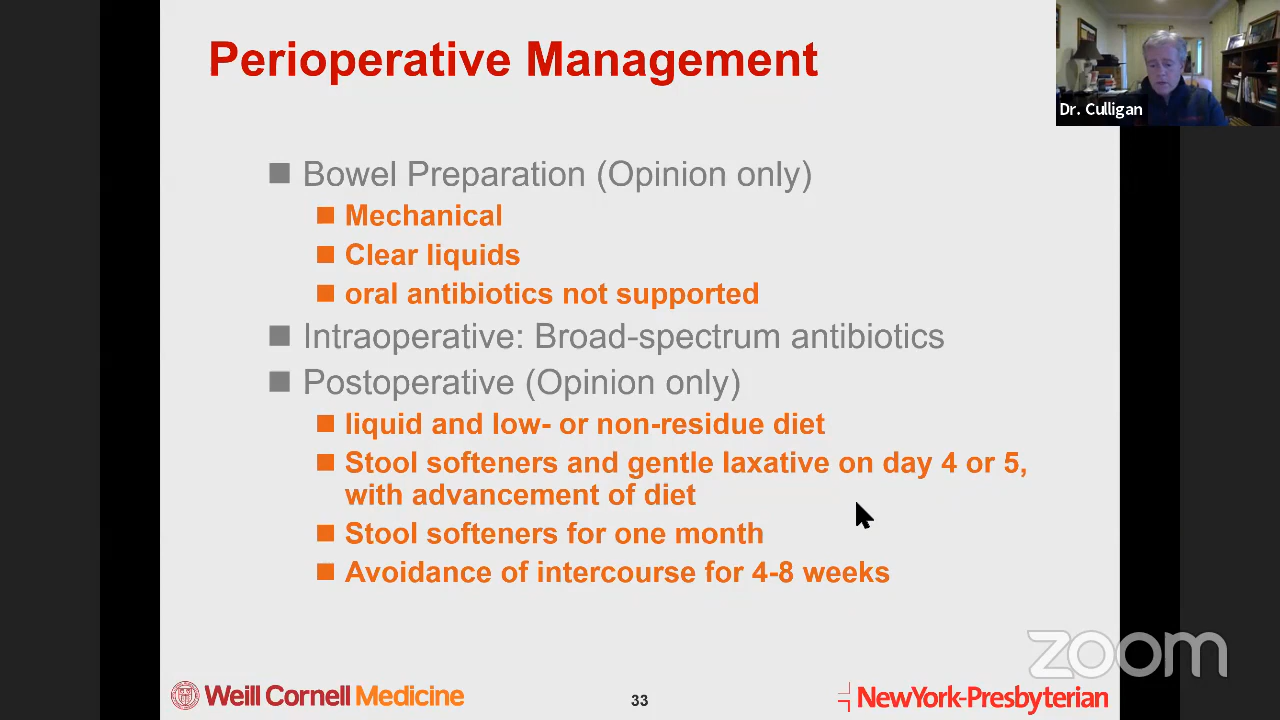 Perioperative Management
Dr. Culligan
Bowel Preparation (Opinion only)
Mechanical
Clear liquids
oral antibiotics not supported
Intraoperative: Broad-spectrum antibiotics
Postoperative (Opinion only)
liquid and low- or non-residue diet
Stool softeners and gentle laxative on day 4 or 5,
with advancement of diet
Stool softeners for one month
Avoidance of intercourse for 4-8 weeks
zoom
Weill Cornell Medicine
33
NewYork-Presbyterian